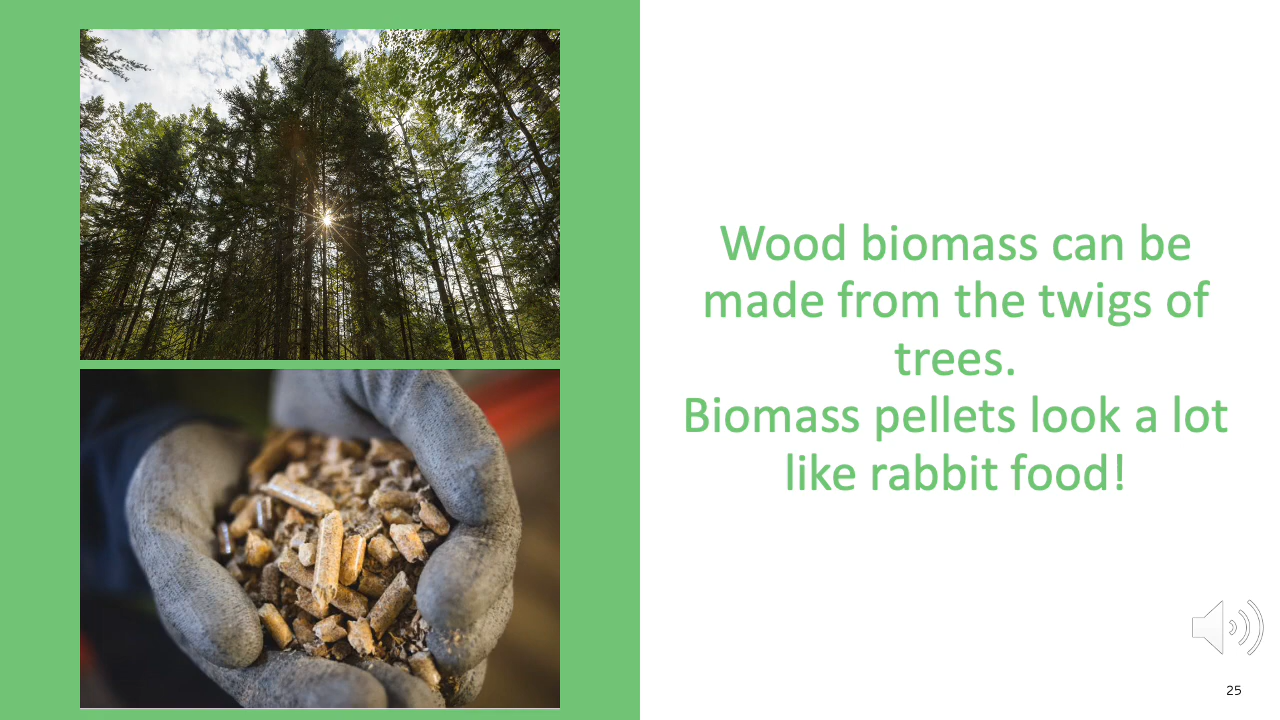 Wood biomass can be
made from the twigs of
trees.
Biomass pellets look a lot
like rabbit food!
25